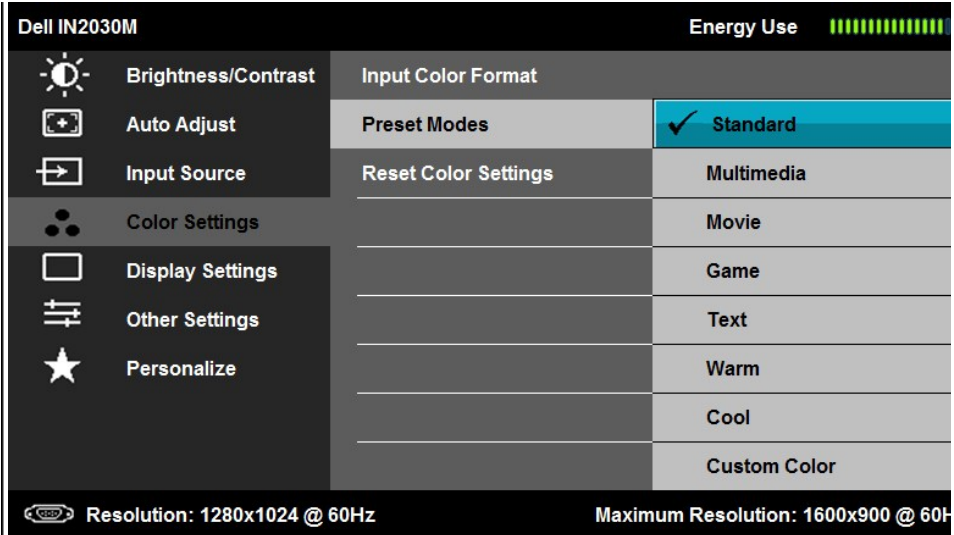 Dell IN2030M Energy Use
Brightness/Contrast Input Color Format
Auto Adjust Preset Modes Standard
Input Source Reset Color Settings Multimedia
Color Settings Movie
Display Settings Game
Other Settings Text
Personalize Warm
Cool
Custom Color
Resolution: 1280x1024 @ 60Hz Maximum Resolution: 1600x900 @ 60H